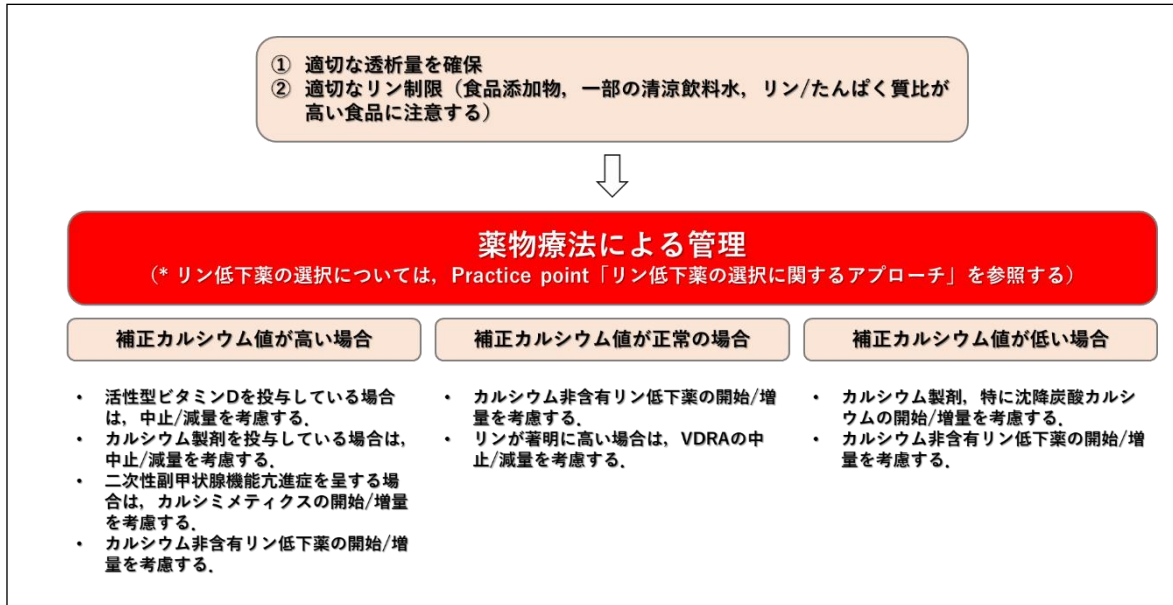 ① 適切な透析量を確保
② 適切なリン制限（食品添加物，一部の清涼飲料水，リン/たんぱく質比が
高い食品に注意する）
薬物療法による管理
（* リン低下薬の選択については，Practice point「リン低下薬の選択に関するアプローチ」を参照する）
補正カルシウム値が高い場合
• 活性型ビタミンDを投与している場合
は，中止/減量を考慮する．
• カルシウム製剤を投与している場合は，
中止/減量を考慮する．
• 二次性副甲状腺機能亢進症を呈する場
合は，カルシミメティクスの開始/増量
を考慮する．
• カルシウム非含有リン低下薬の開始/増
量を考慮する．
補正カルシウム値が正常の場合
• カルシウム非含有リン低下薬の開始/増
量を考慮する．
• リンが著明に高い場合は，VDRAの中
止/減量を考慮する．
補正カルシウム値が低い場合
• カルシウム製剤，特に沈降炭酸カルシ
ウムの開始/増量を考慮する．
• カルシウム非含有リン低下薬の開始/増
量を考慮する．